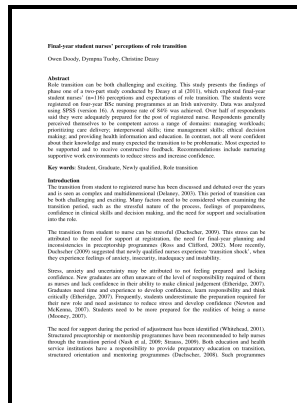 Final-year student nurses' perceptions of role transition
Owen Doody, Dympna Tuohy, Christine Deasy
Abstract
Role transition can be both challenging and exciting. This study presents the findings of
phase one of a two-part study conducted by Deasy et al (2011), which explored final-year
student nurses' (n=116) perceptions and expectations of role transition. The students were
registered on four-year BSc nursing programmes at an Irish university. Data was analyzed
using SPSS (version 16). A response rate of 84% was achieved. Over half of respondents
said they were adequately prepared for the post of registered nurse. Respondents generally
perceived themselves to be competent across a range of domains: managing workloads;
prioritizing care delivery; interpersonal skills; time management skills; ethical decision
making; and providing health information and education. In contrast, not all were confident
about their knowledge and many expected the transition to be problematic. Most expected to
be supported and to receive constructive feedback. Recommendations include nurturing
supportive work environments to reduce stress and increase confidence.
Key words: Student, Graduate, Newly qualified, Role transition
Introduction
The transition from student to registered nurse has been discussed and debated over the years
and is seen as complex and multidimensional (Delaney, 2003). This period of transition can
be both challenging and exciting. Many factors need to be considered when examining the
transition period, such as the stressful nature of the process, feelings of preparedness,
confidence in clinical skills and decision making, and the need for support and socialisation
into the role.
The transition from student to nurse can be stressful (Duchscher, 2009). This stress can be
attributed to the need for support at registration, the need for final-year planning and
inconsistencies in preceptorship programmes (Ross and Clifford, 2002). More recently,
Duchscher (2009) suggested that newly qualified nurses experience 'transition shock', when
they experience feelings of anxiety, insecurity, inadequacy and instability.
Stress, anxiety and uncertainty may be attributed to not feeling prepared and lacking
confidence. New graduates are often unaware of the level of responsibility required of them
as nurses and lack confidence in their ability to make clinical judgement (Etheridge, 2007).
Graduates need time and experience to develop confidence, learn responsibility and think
critically (Etheridge, 2007). Frequently, students underestimate the preparation required for
their new role and need assistance to reduce stress and develop confidence (Newton and
McKenna, 2007). Students need to be more prepared for the realities of being a nurse
(Mooney, 2007).
The need for support during the period of adjustment has been identified (Whitehead, 2001).
Structured preceptorship or mentorship programmes have been recommended to help nurses
through the transition period (Nash et al, 2009; Strauss, 2009). Both education and health
service institutions have a responsibility to provide preparatory education on transition,
structured orientation and mentoring programmes (Duchscher, 2008). Such programmes